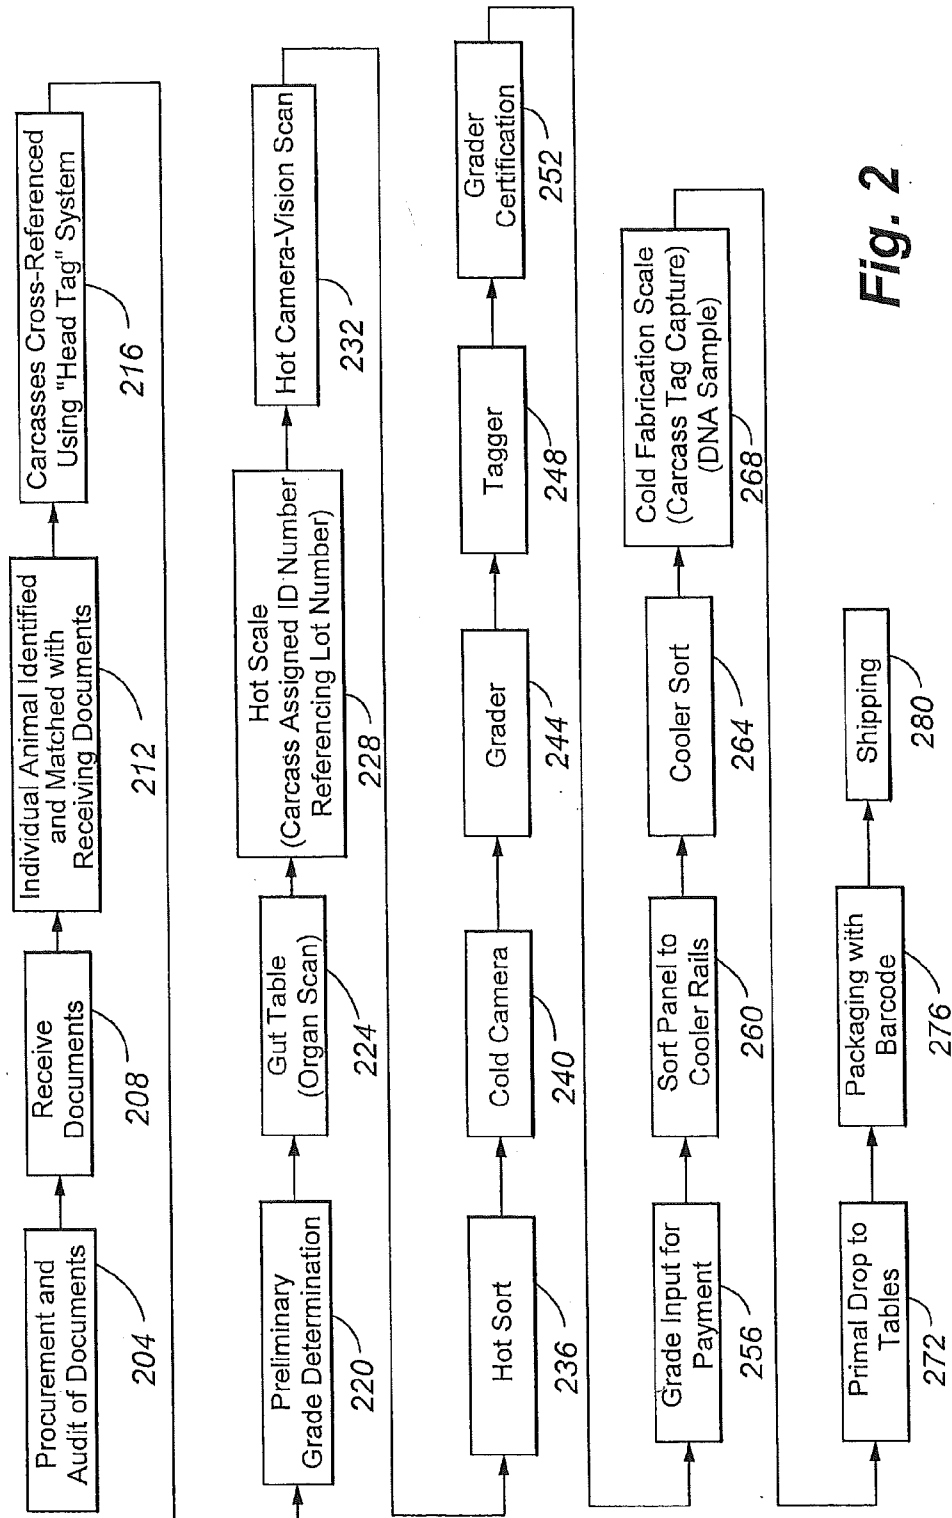 Procurement and
Audit of Documents
204
Receive
Documents
208
Individual Animal Identified
and Matched with
Receiving Documents
212
Carcasses Cross-Referenced
Using "Head Tag" System
216
Preliminary
Grade Determination
220
Gut Table
(Organ Scan)
224
Hot Scale
(Carcass Assigned ID Number
Referencing Lot Number)
228
Hot Camera-Vision Scan
232
Hot Sort
236
Cold Camera
240
Grader
244
Tagger
248
Grader
Certification
252
Grade Input for
Payment
256
Sort Panel to
Cooler Rails
260
Cooler Sort
264
Cold Fabrication Scale
(Carcass Tag Capture)
(DNA Sample)
268
Primal Drop to
Tables
272
Packaging with
Barcode
276
Shipping
280
Fig. 2